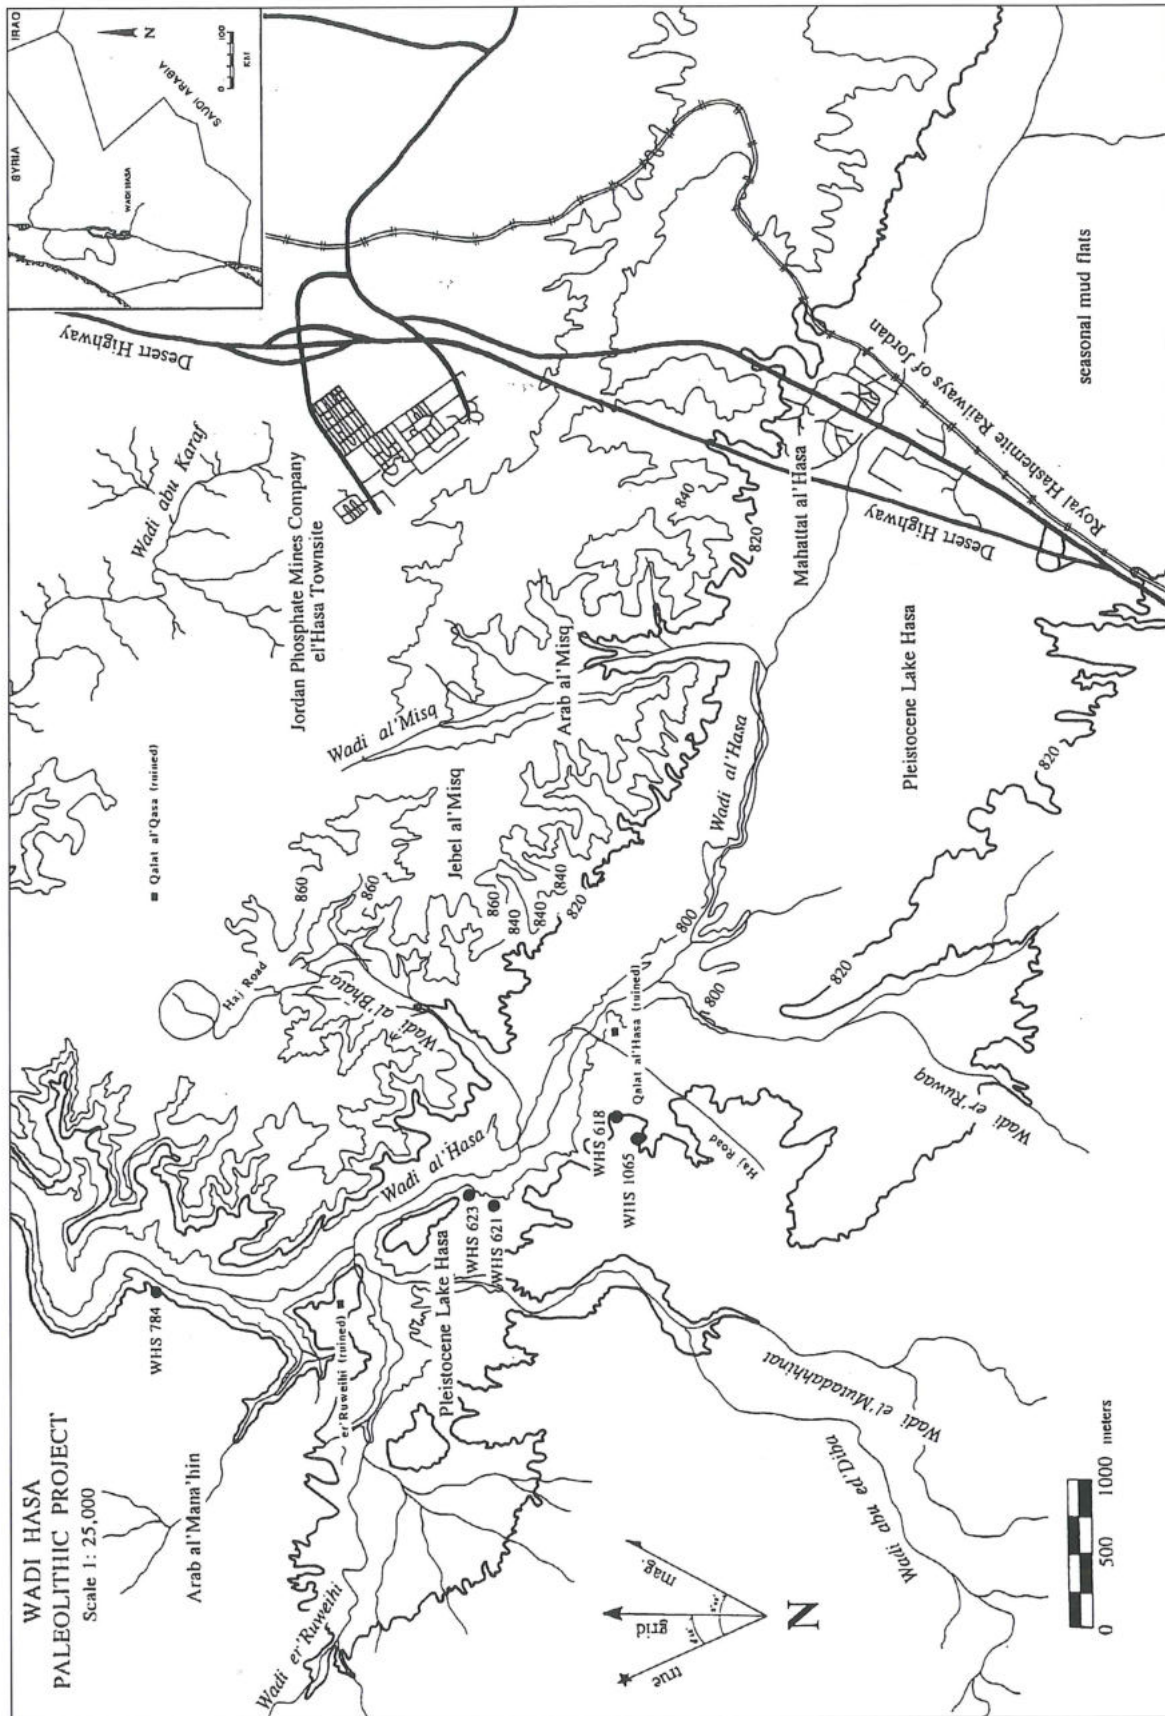 WADI HASA
PALEOLITHIC PROJECT
Scale 1: 25,000
IRAQ
SYRIA
SAUDI ARABIA
WADI HASA
N
0 100
KM
Desert Highway
Wadi abu Karaf
Jordan Phosphate Mines Company
el'Hasa Townsite
Qalat al'Qasa (ruined)
Wadi al'Misq
Arab al'Misq
Jebel al'Misq
860
860
860
840
840
840
820
840
820
Haj Road
Wadi al'Bhata
Wadi al'Hasa
WHS 784
Arab al'Mana'hin
er'Ruweihi (ruined)
Wadi er'Ruweihi
Pleistocene Lake Hasa
WHS 623
WHS 621
WHS 618
WHS 1065
Qalat al'Hasa (ruined)
Haj Road
800
800
Wadi al'Hasa
Mahattat al'Hasa
Desert Highway
Royal Hashemite Railways of Jordan
seasonal mud flats
Pleistocene Lake Hasa
820
820
Wadi er'Ruwaq
Wadi el'Mutadahhinat
Wadi abu ed'Diba
true
grid
mag.
N
0 500 1000 meters